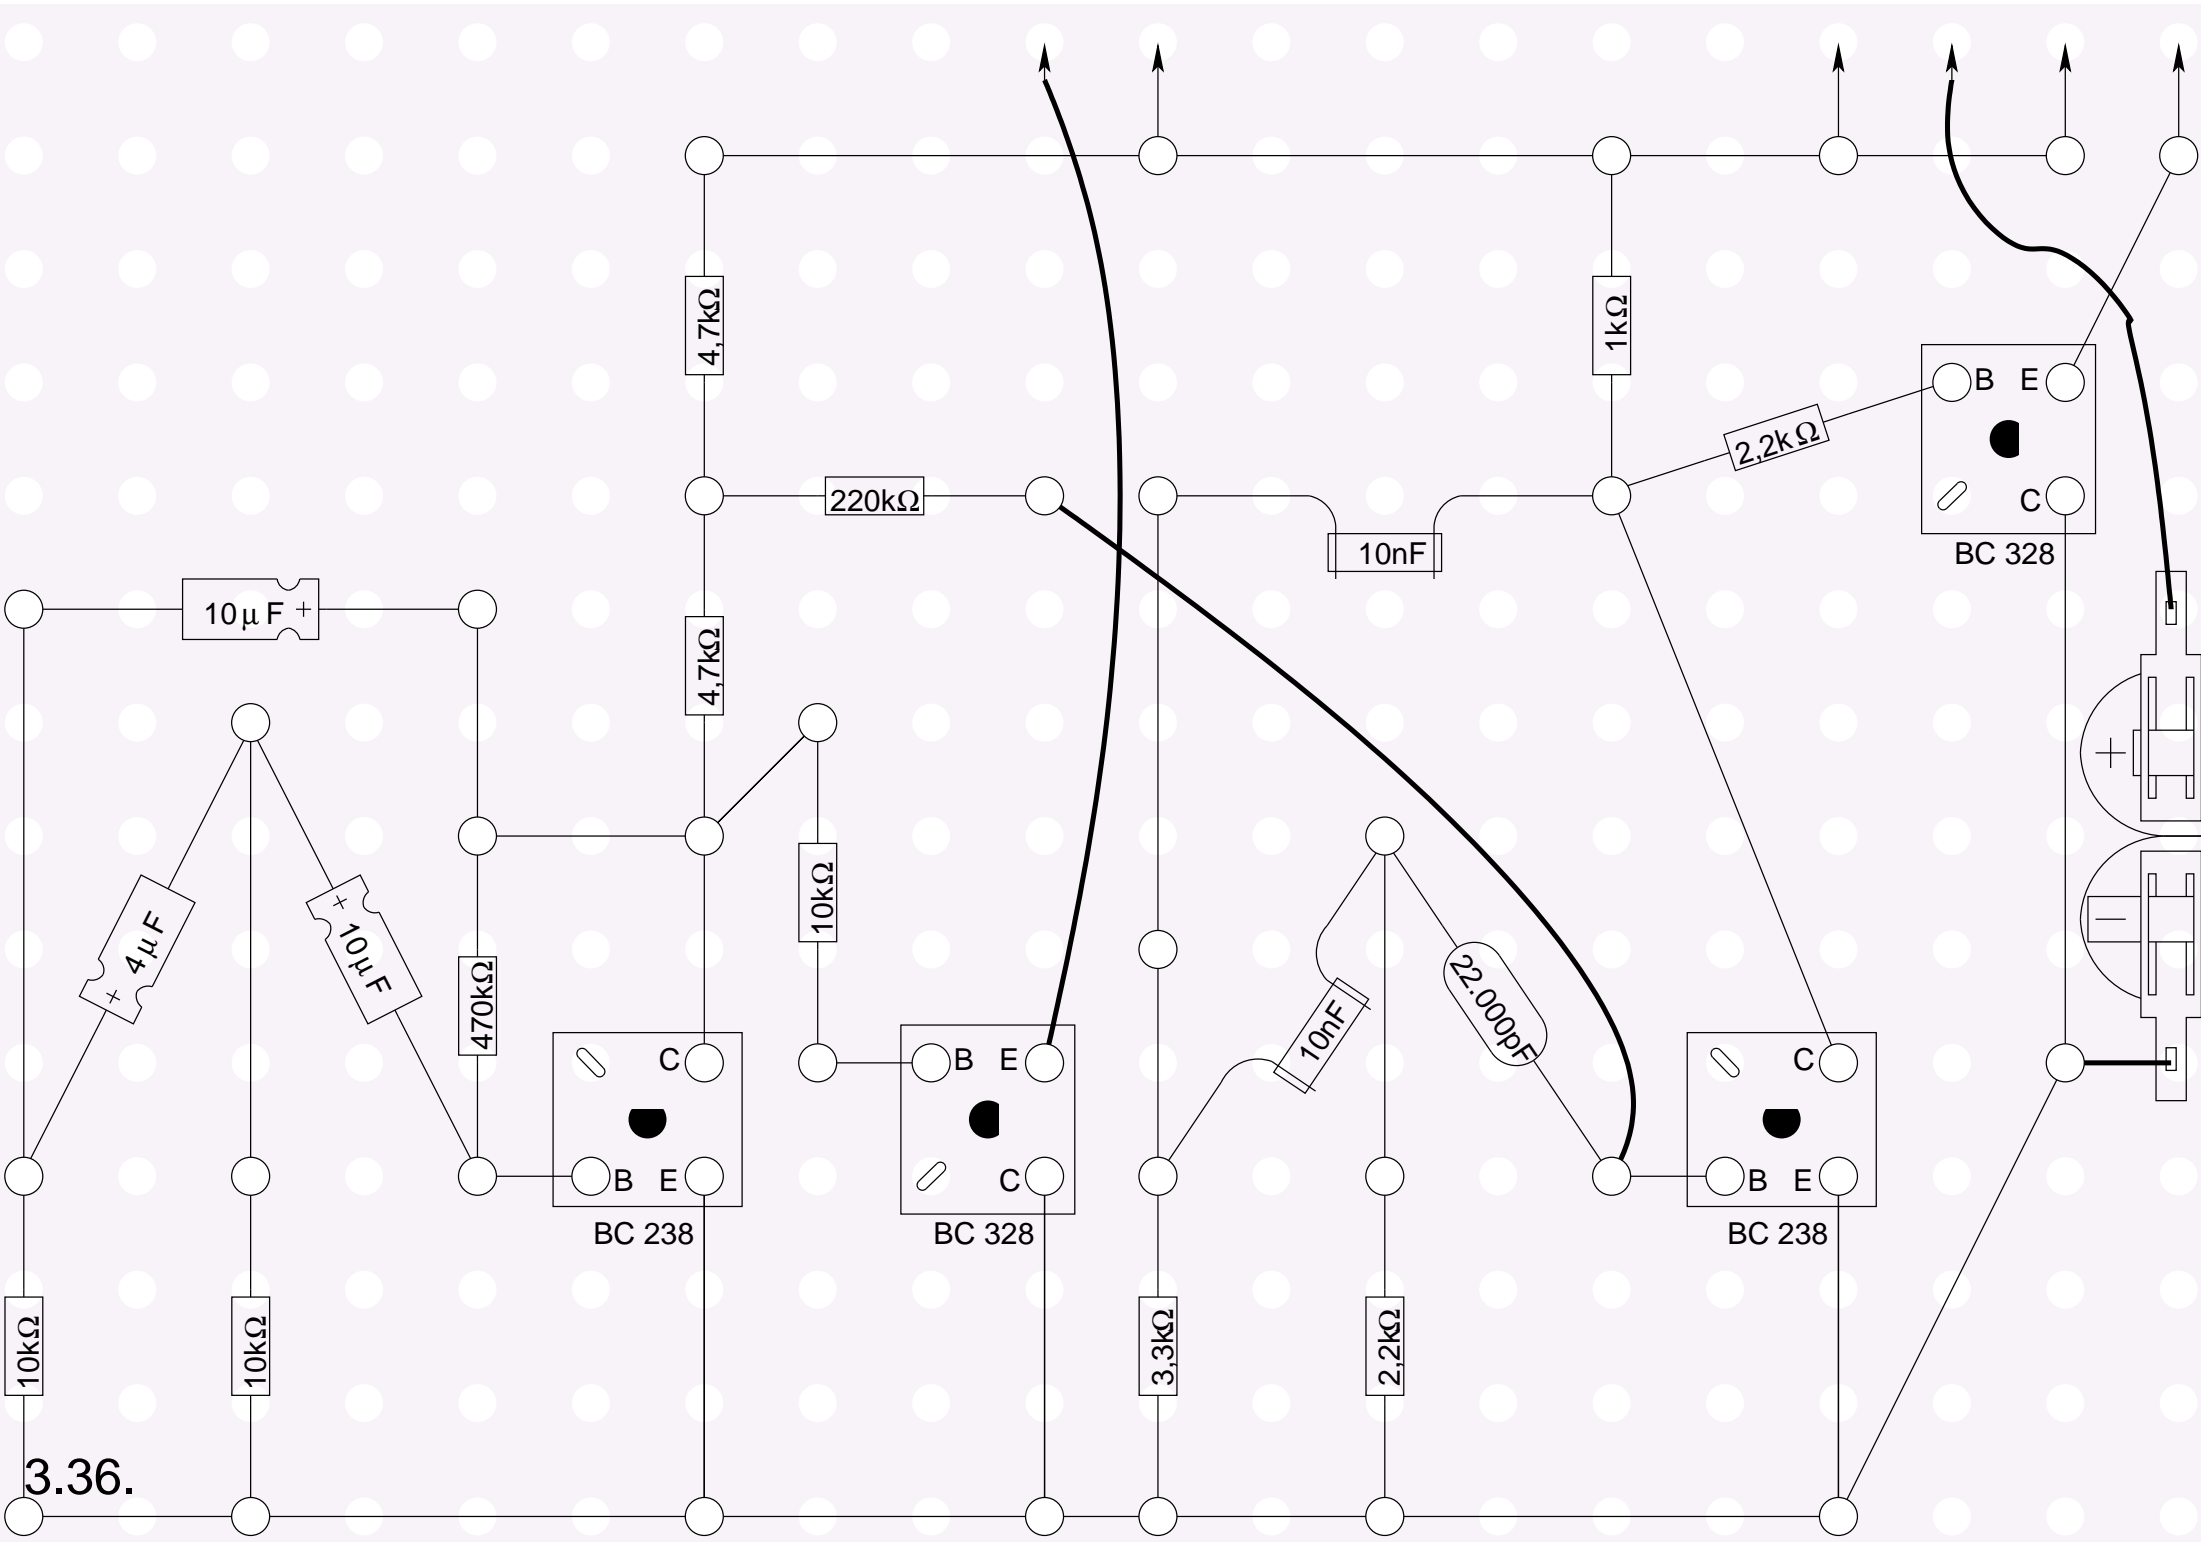 4,7kΩ
1kΩ
B E
2,2kΩ
220kΩ
C
10nF
BC 328
10µF +
4,7kΩ
+
10kΩ
+
4µF
10µF
−
+
470kΩ
10nF
22.000pF
C
B E
C
B E
C
B E
BC 238
BC 328
BC 238
10kΩ
10kΩ
3,3kΩ
2,2kΩ
3.36.